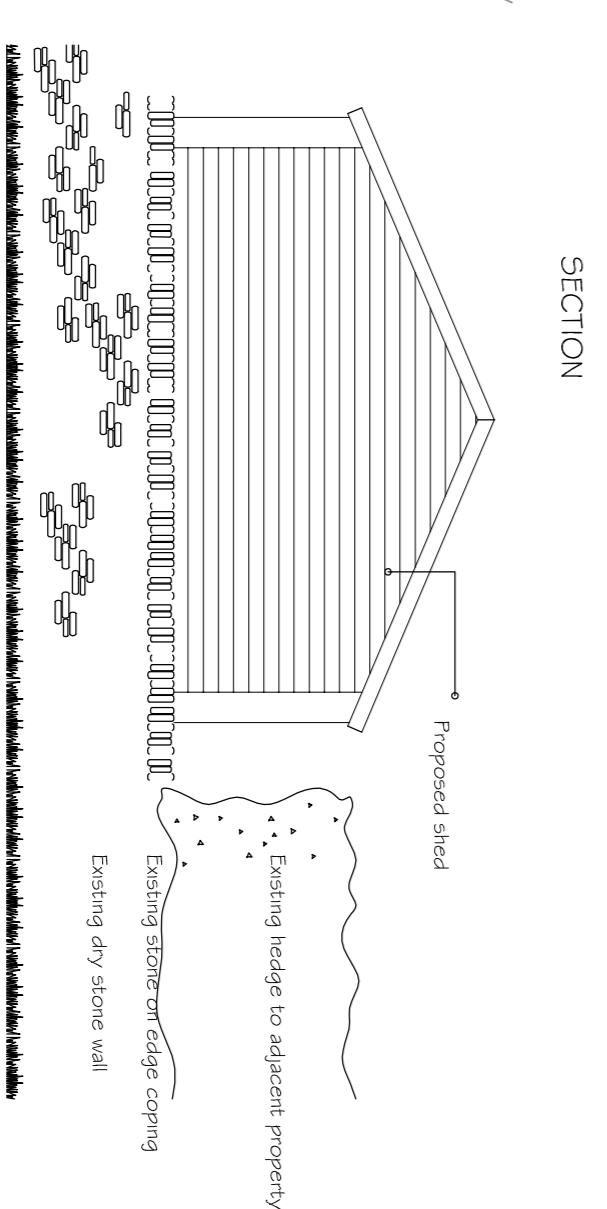 SECTION
Proposed shed
Existing hedge to adjacent property
Existing stone on edge coping
Existing dry stone wall